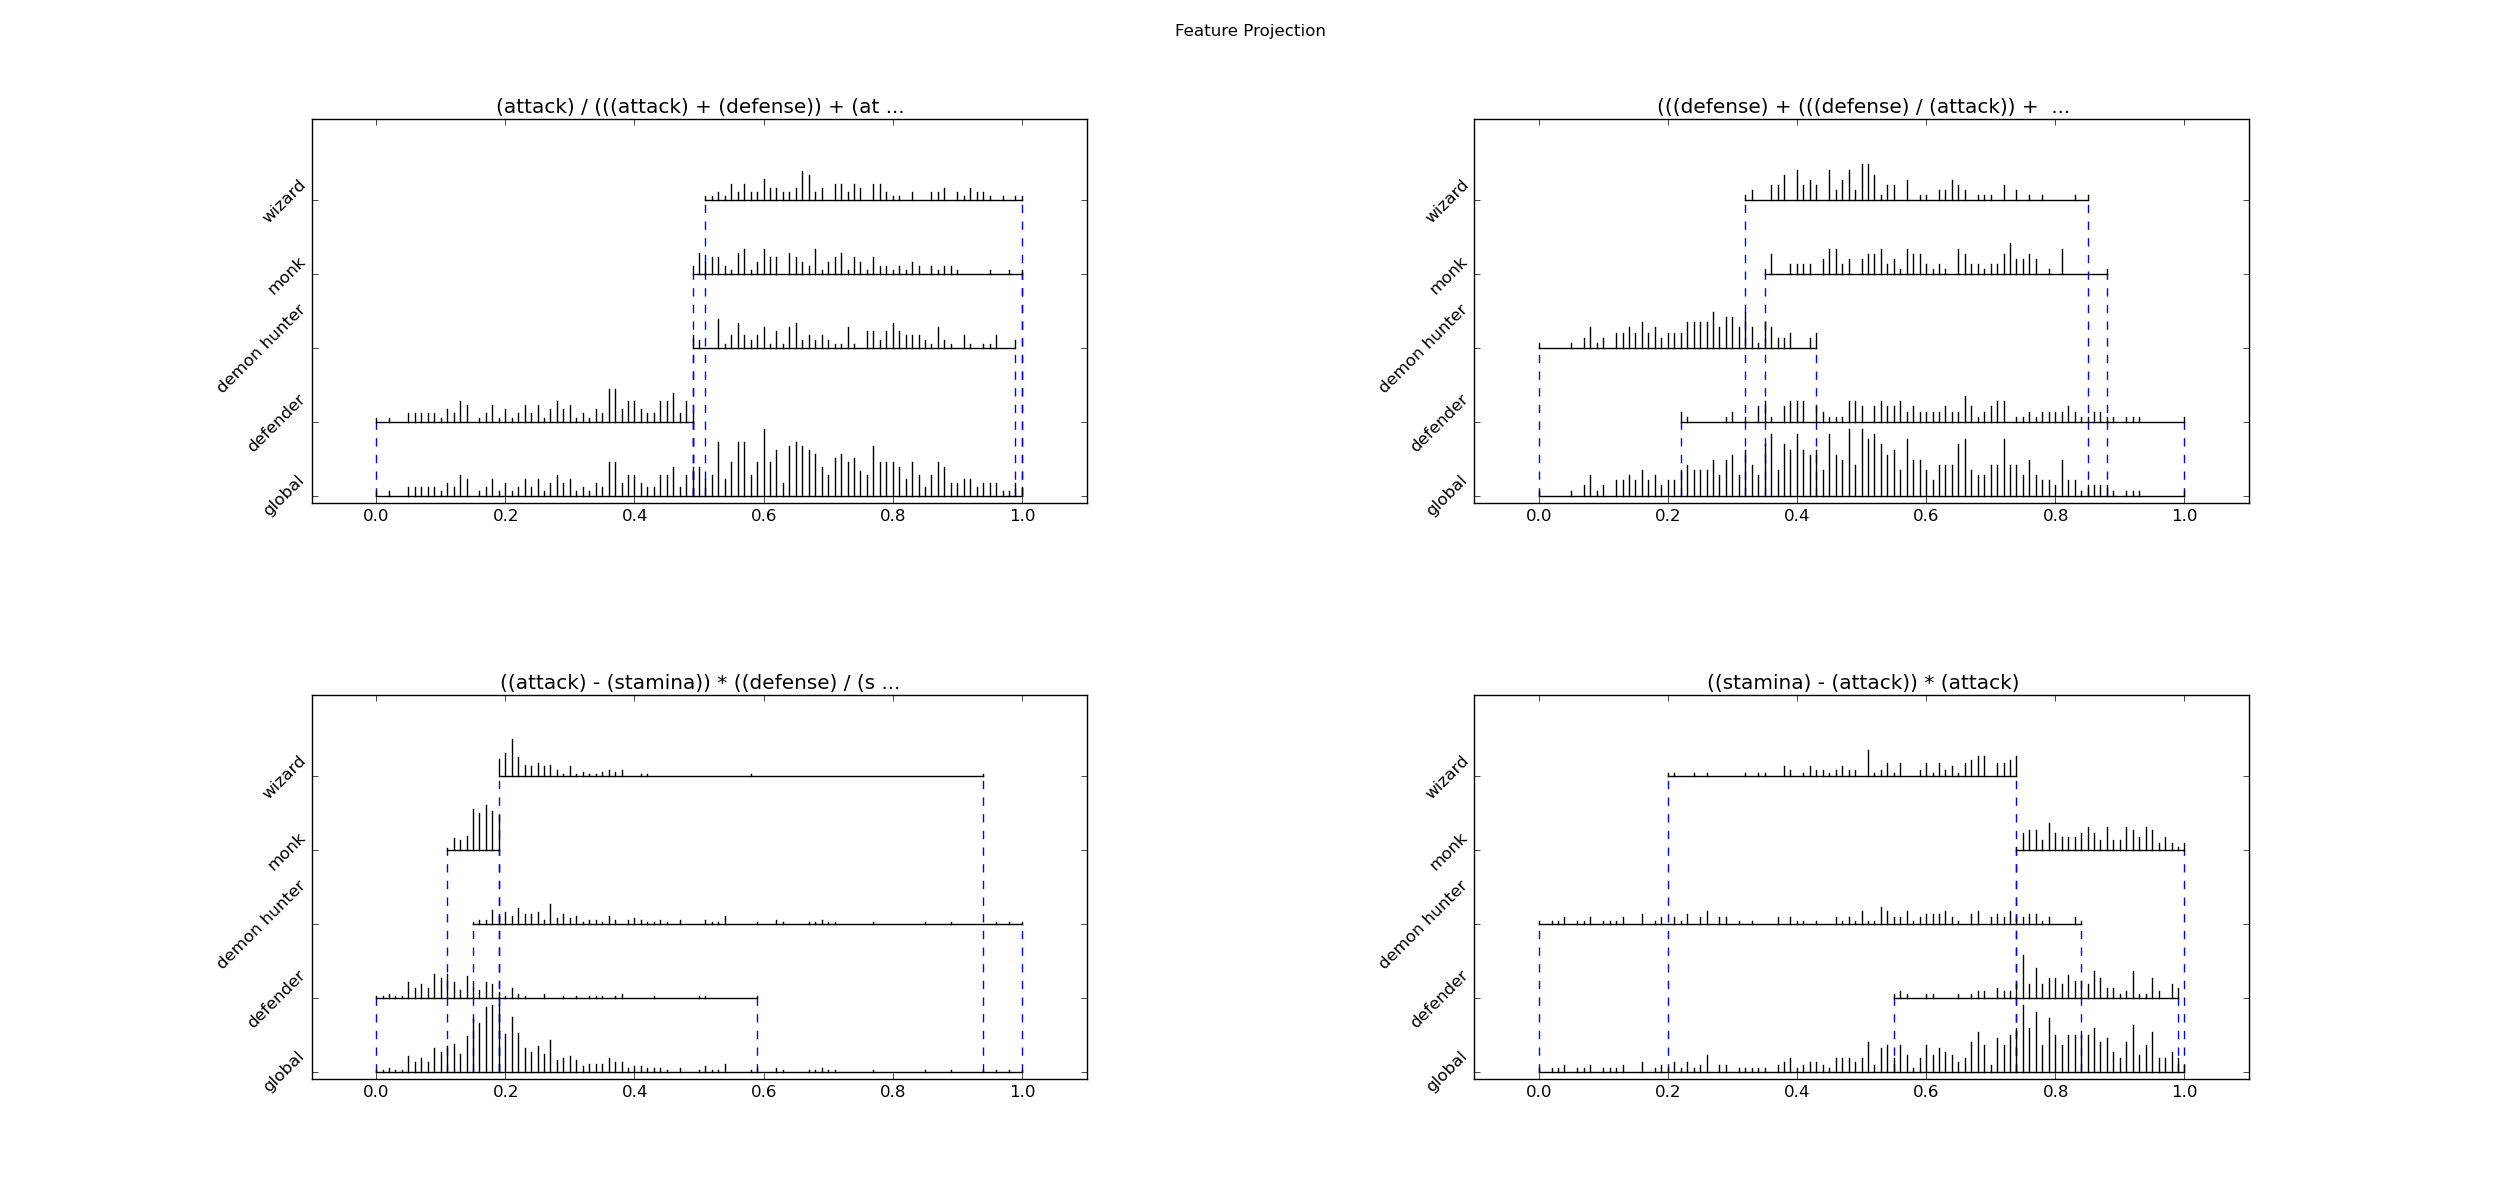 Feature Projection
(attack) / (((attack) + (defense)) + (at ...
wizard
monk
demon hunter
defender
global
0.0 0.2 0.4 0.6 0.8 1.0
(((defense) + (((defense) / (attack)) +  ...
wizard
monk
demon hunter
defender
global
0.0 0.2 0.4 0.6 0.8 1.0
((attack) - (stamina)) * ((defense) / (s ...
wizard
monk
demon hunter
defender
global
0.0 0.2 0.4 0.6 0.8 1.0
((stamina) - (attack)) * (attack)
wizard
monk
demon hunter
defender
global
0.0 0.2 0.4 0.6 0.8 1.0